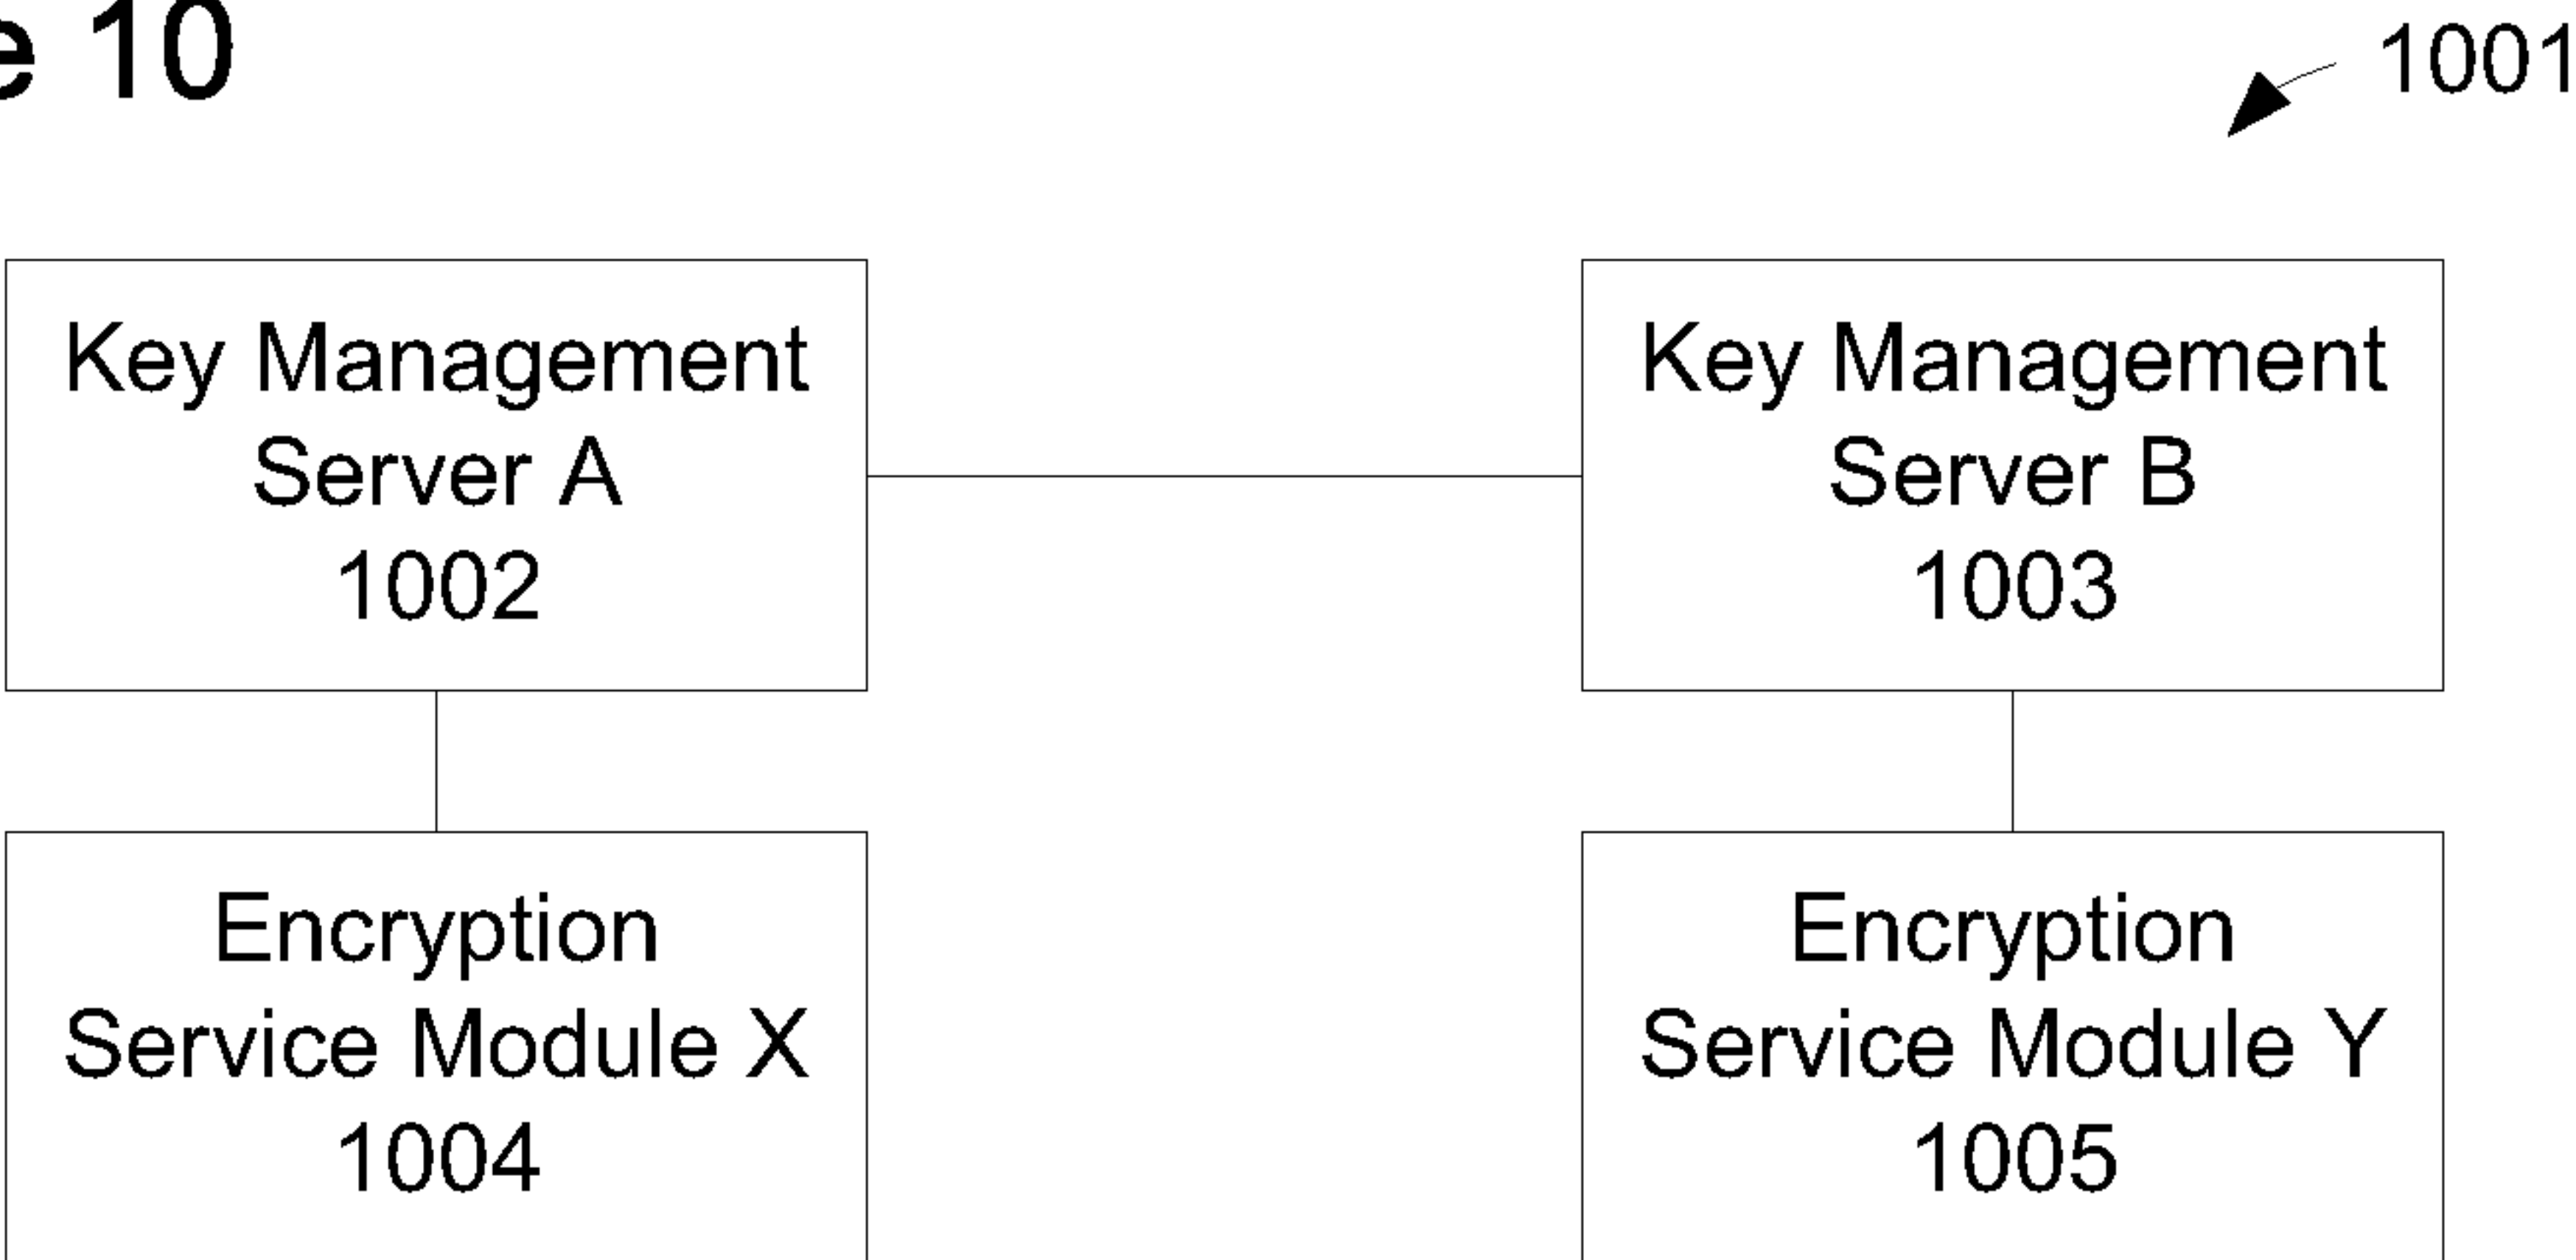 e 10
1001
Key Management
Server A
1002
Key Management
Server B
1003
Encryption
Service Module X
1004
Encryption
Service Module Y
1005